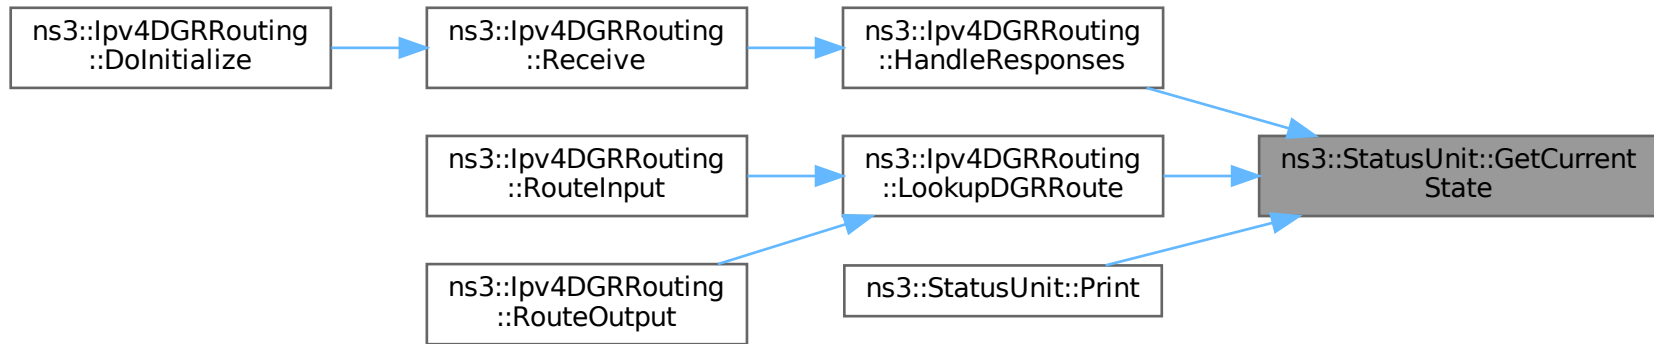 ns3::Ipv4DGRRouting
::DoInitialize
ns3::Ipv4DGRRouting
::Receive
ns3::Ipv4DGRRouting
::HandleResponses
ns3::Ipv4DGRRouting
::RouteInput
ns3::Ipv4DGRRouting
::LookupDGRRoute
ns3::StatusUnit::GetCurrent
State
ns3::Ipv4DGRRouting
::RouteOutput
ns3::StatusUnit::Print